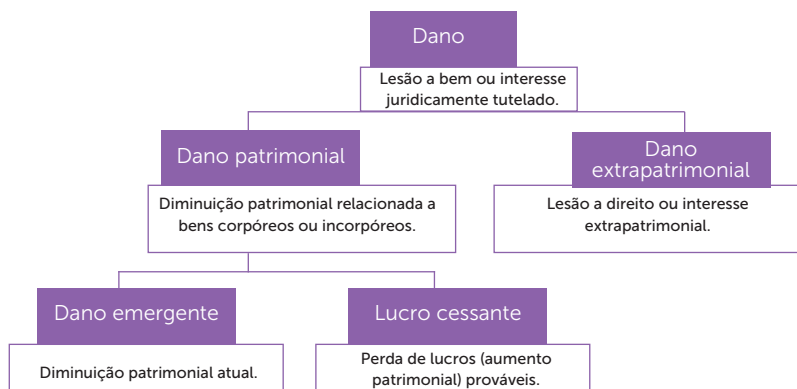 Dano
Lesão a bem ou interesse
juridicamente tutelado.
Dano patrimonial
Diminuição patrimonial relacionada a
bens corpóreos ou incorpóreos.
Dano
extrapatrimonial
Lesão a direito ou interesse
extrapatrimonial.
Dano emergente
Diminuição patrimonial atual.
Lucro cessante
Perda de lucros (aumento
patrimonial) prováveis.